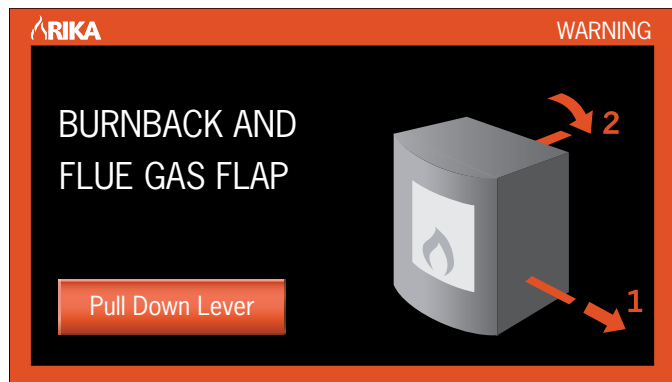 RIKA
WARNING
BURNBACK AND
FLUE GAS FLAP
2
1
Pull Down Lever